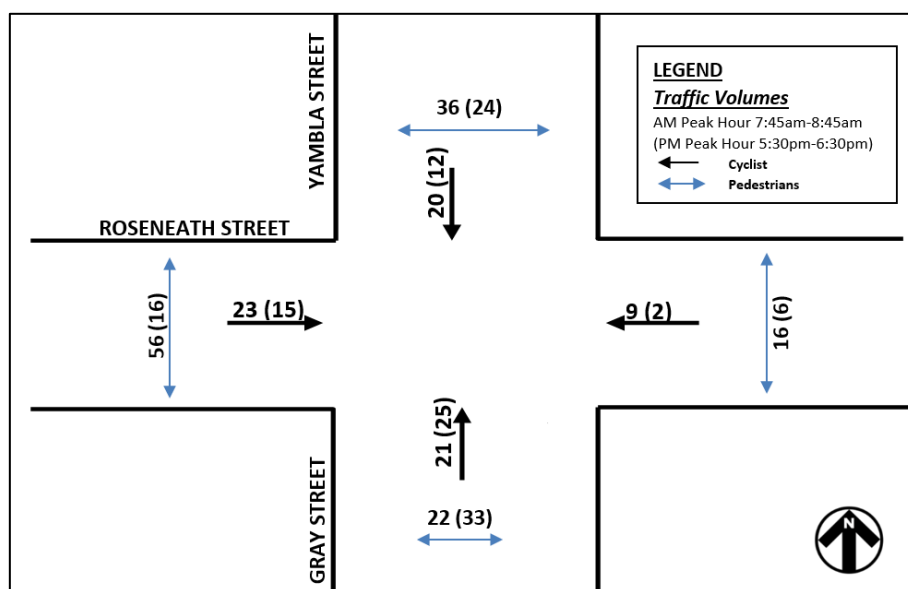 YAMBLA STREET
36 (24)
LEGEND
Traffic Volumes
AM Peak Hour 7:45am-8:45am
(PM Peak Hour 5:30pm-6:30pm)
Cyclist
Pedestrians
20 (12)
ROSENEATH STREET
56 (16)
23 (15)
9 (2)
16 (6)
21 (25)
GRAY STREET
22 (33)
N